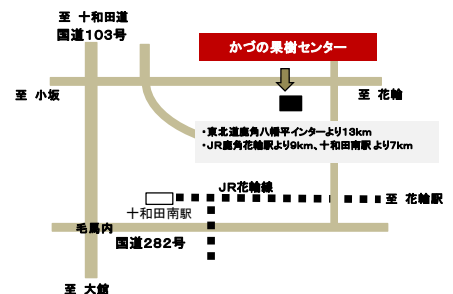 至 十和田道
国道103号
かづの果樹センター
至 小坂
至 花輪
・東北道鹿角八幡平インターより13km
・JR鹿角花輪駅より9km、十和田南駅より7km
JR花輪線
至 花輪駅
十和田南駅
毛馬内
国道282号
至 大館